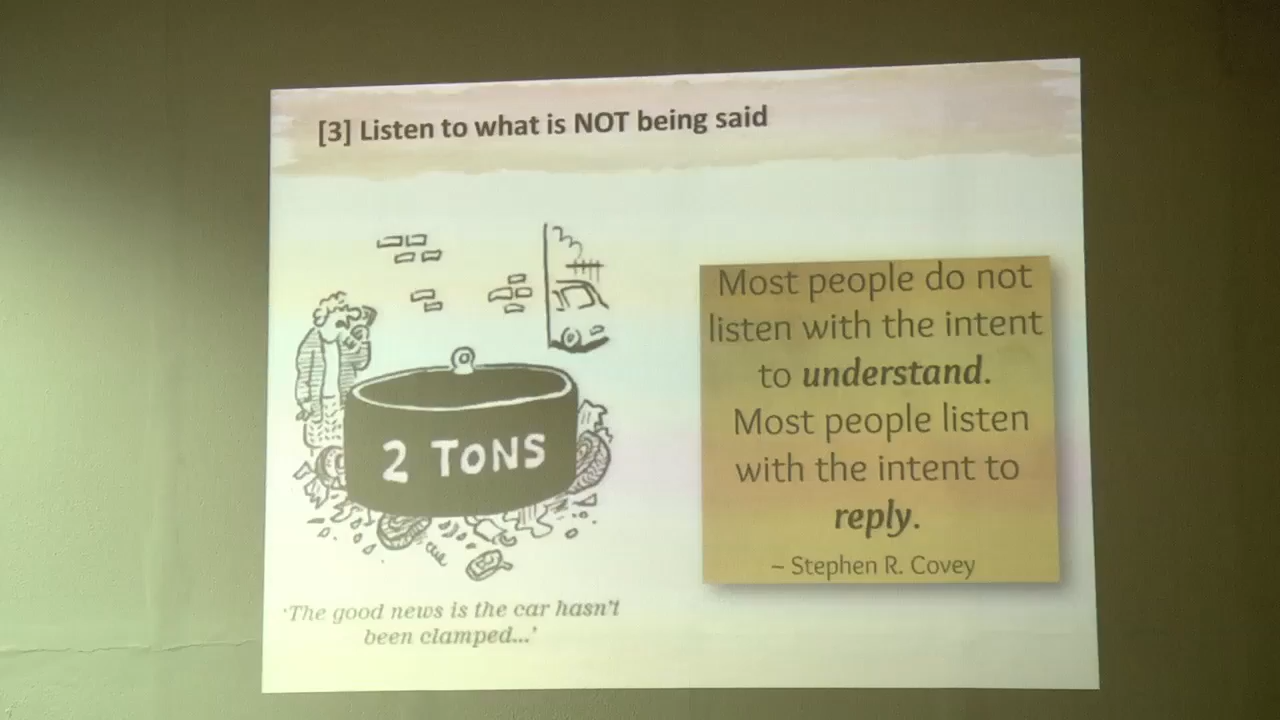 [3] Listen to what is NOT being said
2 TONS
'The good news is the car hasn't
been clamped...'
Most people do not
listen with the intent
to understand.
Most people listen
with the intent to
reply.
~ Stephen R. Covey